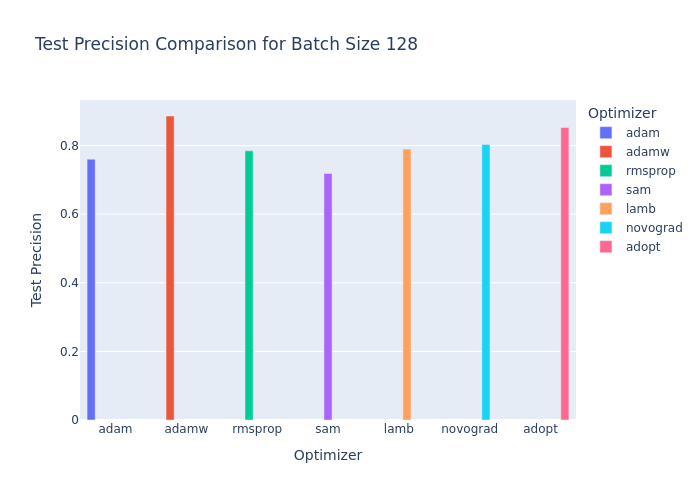 Test Precision Comparison for Batch Size 128
Optimizer
adam
adamw
rmsprop
sam
lamb
novograd
adopt
Test Precision
0.8
0.6
0.4
0.2
0
adam adamw rmsprop sam lamb novograd adopt
Optimizer